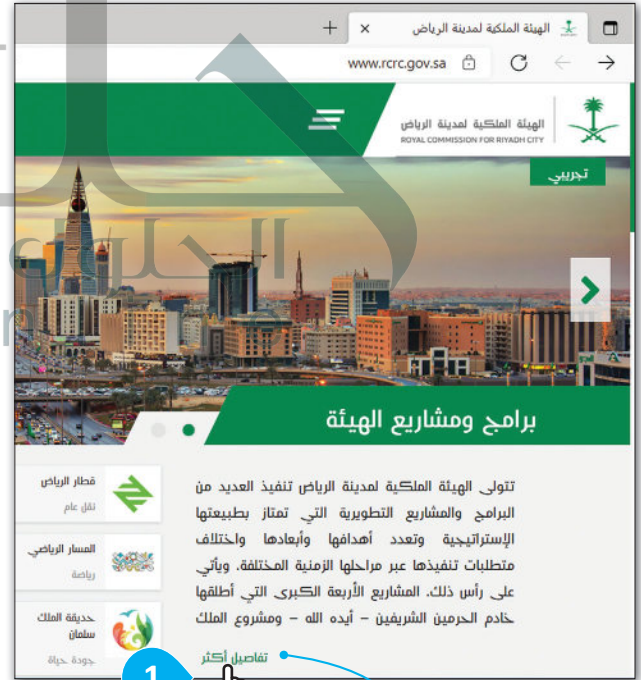 الهيئة الملكية لمدينة الرياض
www.rcrc.gov.sa
الهيئة الملكية لمدينة الرياض
ROYAL COMMISSION FOR RIYADH CITY
تجريبي
الحلول
برامج ومشاريع الهيئة
تتولى الهيئة الملكية لمدينة الرياض تنفيذ العديد من
البرامج والمشاريع التطويرية التي تمتاز بطبيعتها
الإستراتيجية وتعدد أهدافها وأبعادها واختلاف
متطلبات تنفيذها عبر مراحلها الزمنية المختلفة، ويأتي
على رأس ذلك، المشاريع الأربعة الكبرى التي أطلقها
خادم الحرمين الشريفين – أيده الله – ومشروع الملك
تفاصيل أكثر
1
قطار الرياض
نقل عام
المسار الرياضي
رياضة
حديقة الملك
سلمان
جودة حياة